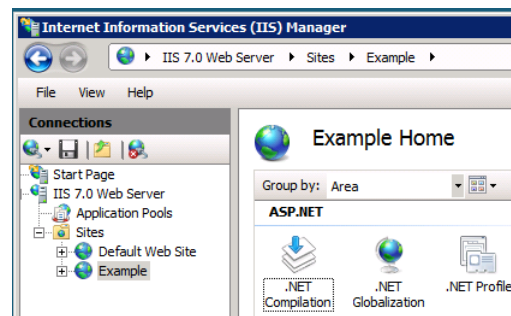 Internet Information Services (IIS) Manager
IIS 7.0 Web Server Sites Example
File View Help
Connections
Start Page
IIS 7.0 Web Server
Application Pools
Sites
Default Web Site
Example
Example Home
Group by: Area
ASP.NET
.NET Compilation
.NET Globalization
.NET Profile